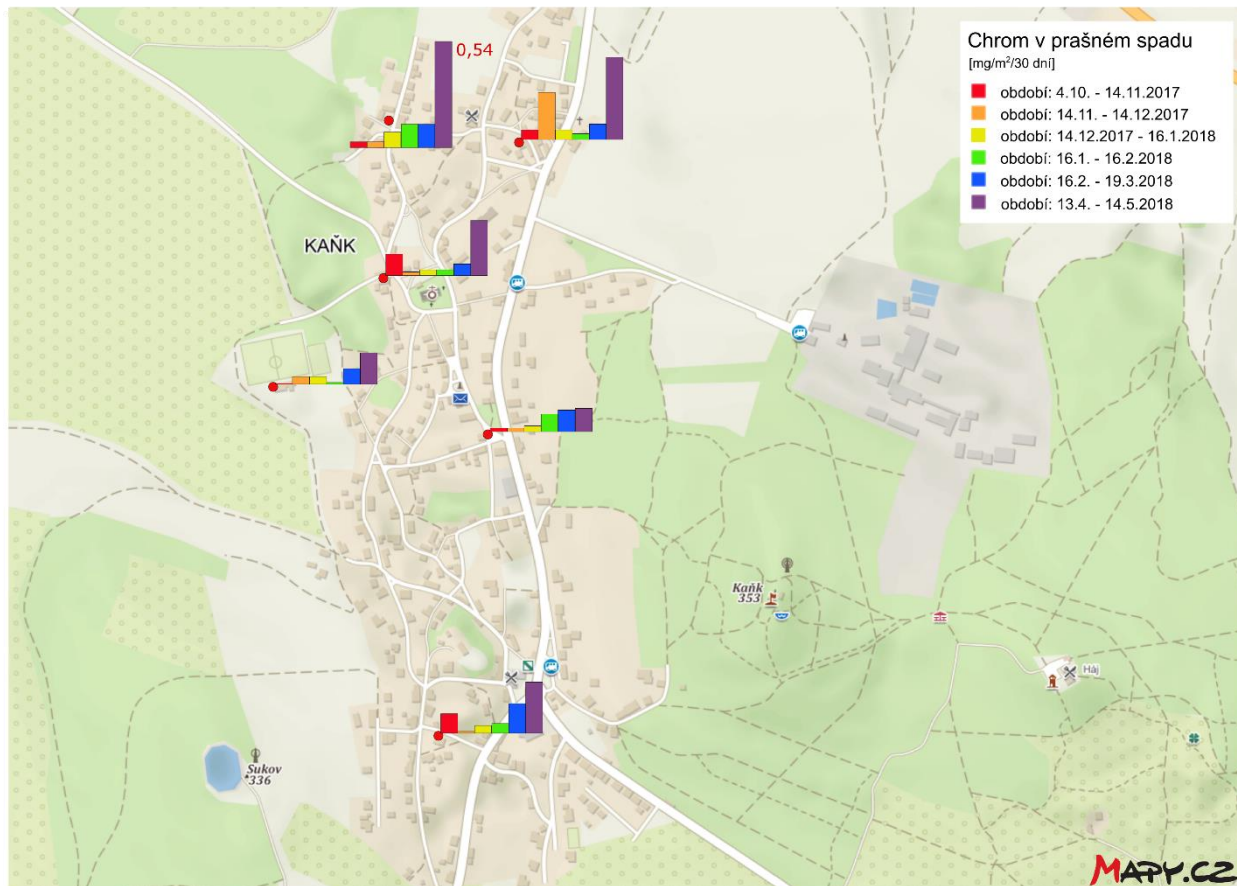 0,54
Chrom v prašném spadu
[mg/m²/30 dní]
období: 4.10. - 14.11.2017
období: 14.11. - 14.12.2017
období: 14.12.2017 - 16.1.2018
období: 16.1. - 16.2.2018
období: 16.2. - 19.3.2018
období: 13.4. - 14.5.2018
KAŇK
Kaňk
353
Háj
Sukov
336
MAPY.CZ